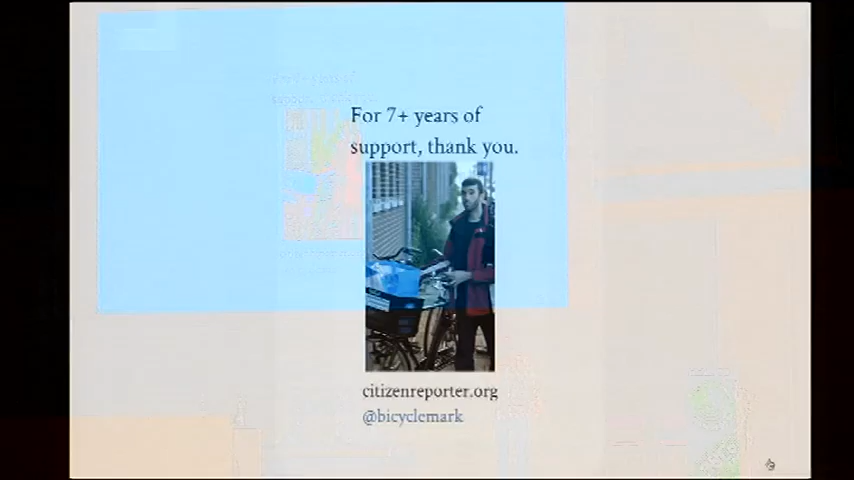 For 7+ years of
support, thank you.
citizenreporter.org
@bicyclemark